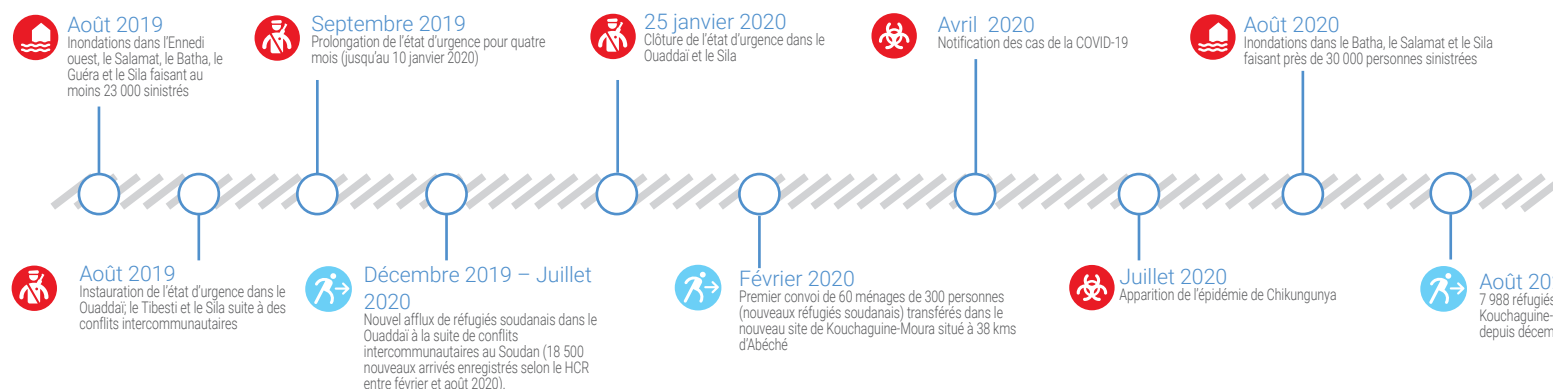 Août 2019
Inondations dans l'Ennedi
ouest, le Salamat, le Batha, le
Guéra et le Sila faisant au
moins 23 000 sinistrés
Septembre 2019
Prolongation de l'état d'urgence pour quatre
mois (jusqu'au 10 janvier 2020)
25 janvier 2020
Clôture de l'état d'urgence dans le
Ouaddaï et le Sila
Avril 2020
Notification des cas de la COVID-19
Août 2020
Inondations dans le Batha, le Salamat et le Sila
faisant près de 30 000 personnes sinistrées
Août 2019
Instauration de l'état d'urgence dans le
Ouaddaï, le Tibesti et le Sila suite à des
conflits intercommunautaires
Décembre 2019 – Juillet
2020
Nouvel afflux de réfugiés soudanais dans le
Ouaddaï à la suite de conflits
intercommunautaires au Soudan (18 500
nouveaux arrivés enregistrés selon le HCR
entre février et août 2020).
Février 2020
Premier convoi de 60 ménages de 300 personnes
(nouveaux réfugiés soudanais) transférés dans le
nouveau site de Kouchaguine-Moura situé à 38 kms
d'Abéché
Juillet 2020
Apparition de l'épidémie de Chikungunya
Août
7 988 réfugiés
Kouchaguine-
depuis